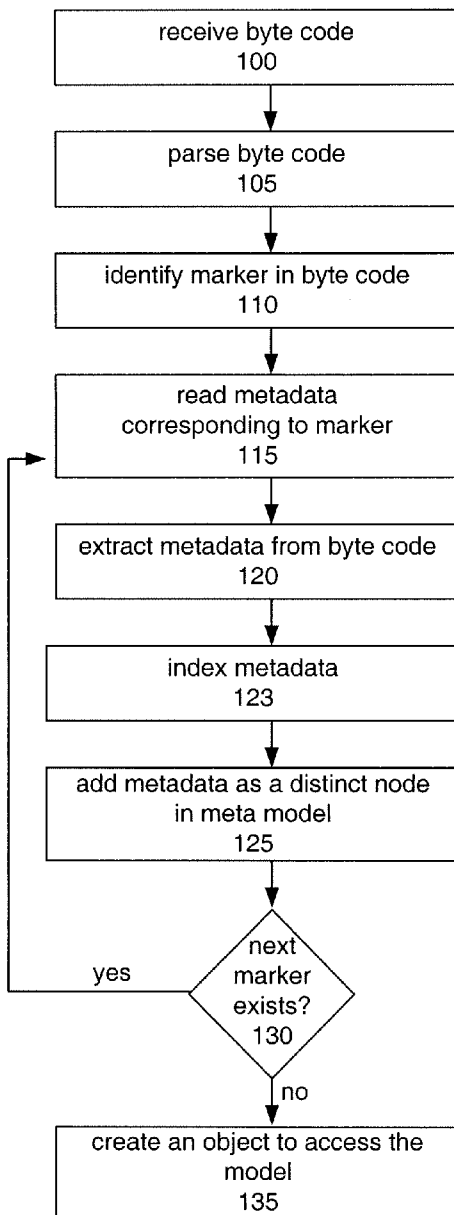 receive byte code
100
parse byte code
105
identify marker in byte code
110
read metadata
corresponding to marker
115
extract metadata from byte code
120
index metadata
123
add metadata as a distinct node
in meta model
125
next
marker
exists?
130
yes
no
create an object to access the
model
135